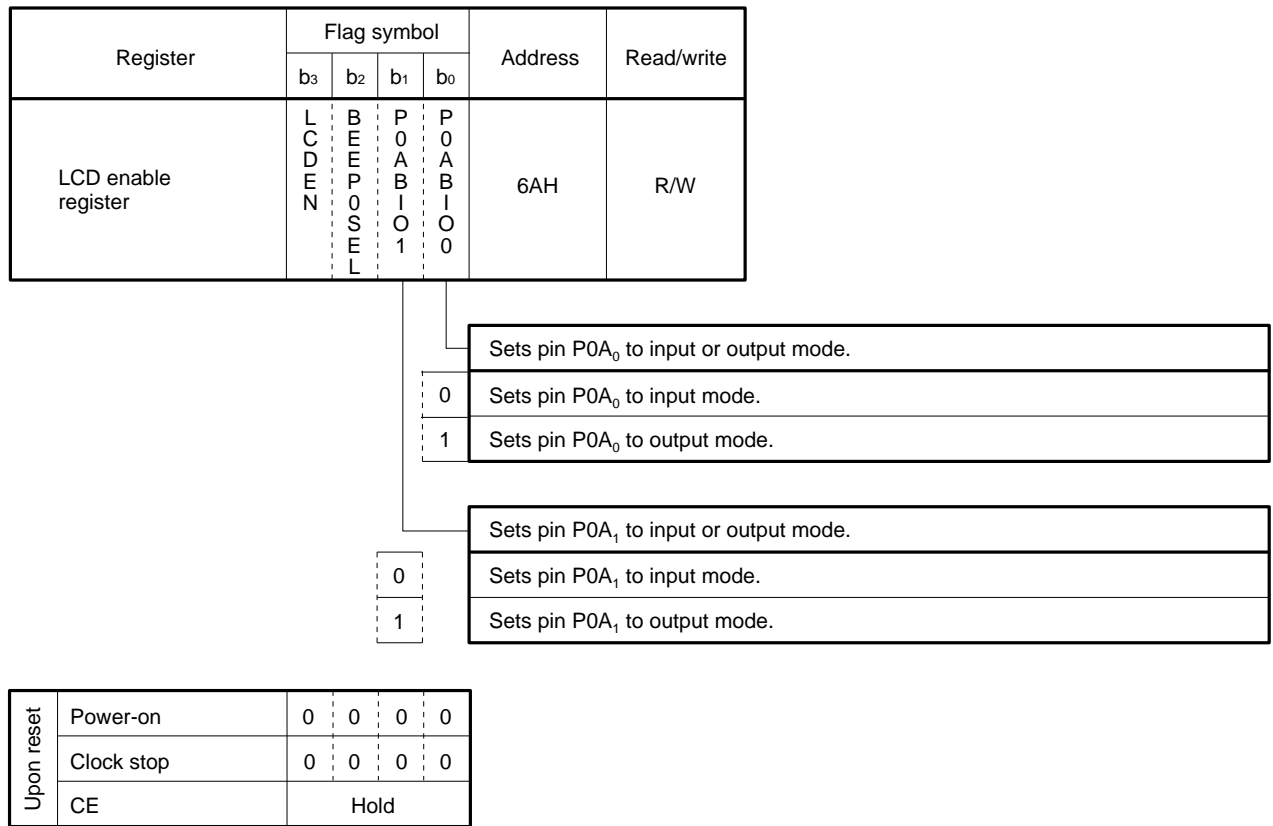 Register Flag symbol Address Read/write
b3 b2 b1 b0
LCD enable register LCDEN BEEP0SEL P0ABIO1 P0ABIO0 6AH R/W
Sets pin P0A0 to input or output mode.
0 Sets pin P0A0 to input mode.
1 Sets pin P0A0 to output mode.
Sets pin P0A1 to input or output mode.
0 Sets pin P0A1 to input mode.
1 Sets pin P0A1 to output mode.
Upon reset
Power-on 0 0 0 0
Clock stop 0 0 0 0
CE Hold